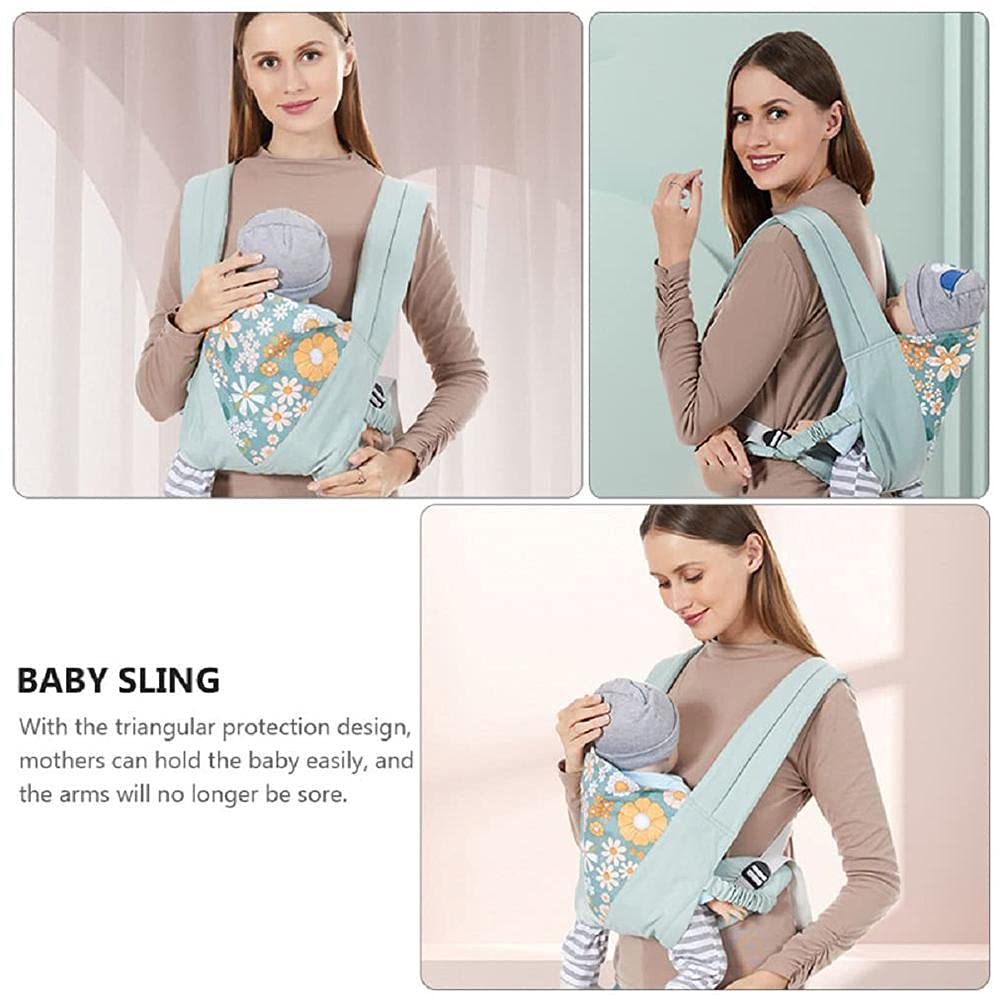 BABY SLING
With the triangular protection design,
mothers can hold the baby easily, and
the arms will no longer be sore.